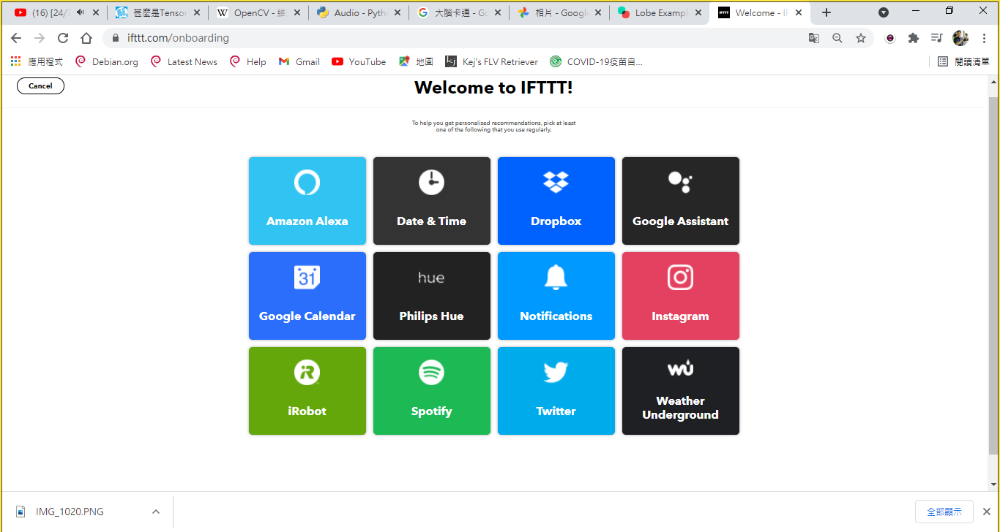 (16) [24/7
甚麼是Tensor
OpenCV - 維
Audio - Pyth
大腦卡通 - Go
相片 - Google
Lobe Exampl
IFTTT
Welcome - IF
ifttt.com/onboarding
應用程式
Debian.org
Latest News
Help
Gmail
YouTube
地圖
Kej's FLV Retriever
COVID-19疫苗自...
閱讀清單
Cancel
Welcome to IFTTT!
To help you get personalized recommendations, pick at least
one of the following that you use regularly.
Amazon Alexa
Date & Time
Dropbox
Google Assistant
31
Google Calendar
hue
Philips Hue
Notifications
Instagram
iR
iRobot
Spotify
Twitter
wu
Weather
Underground
IMG_1020.PNG
全部顯示